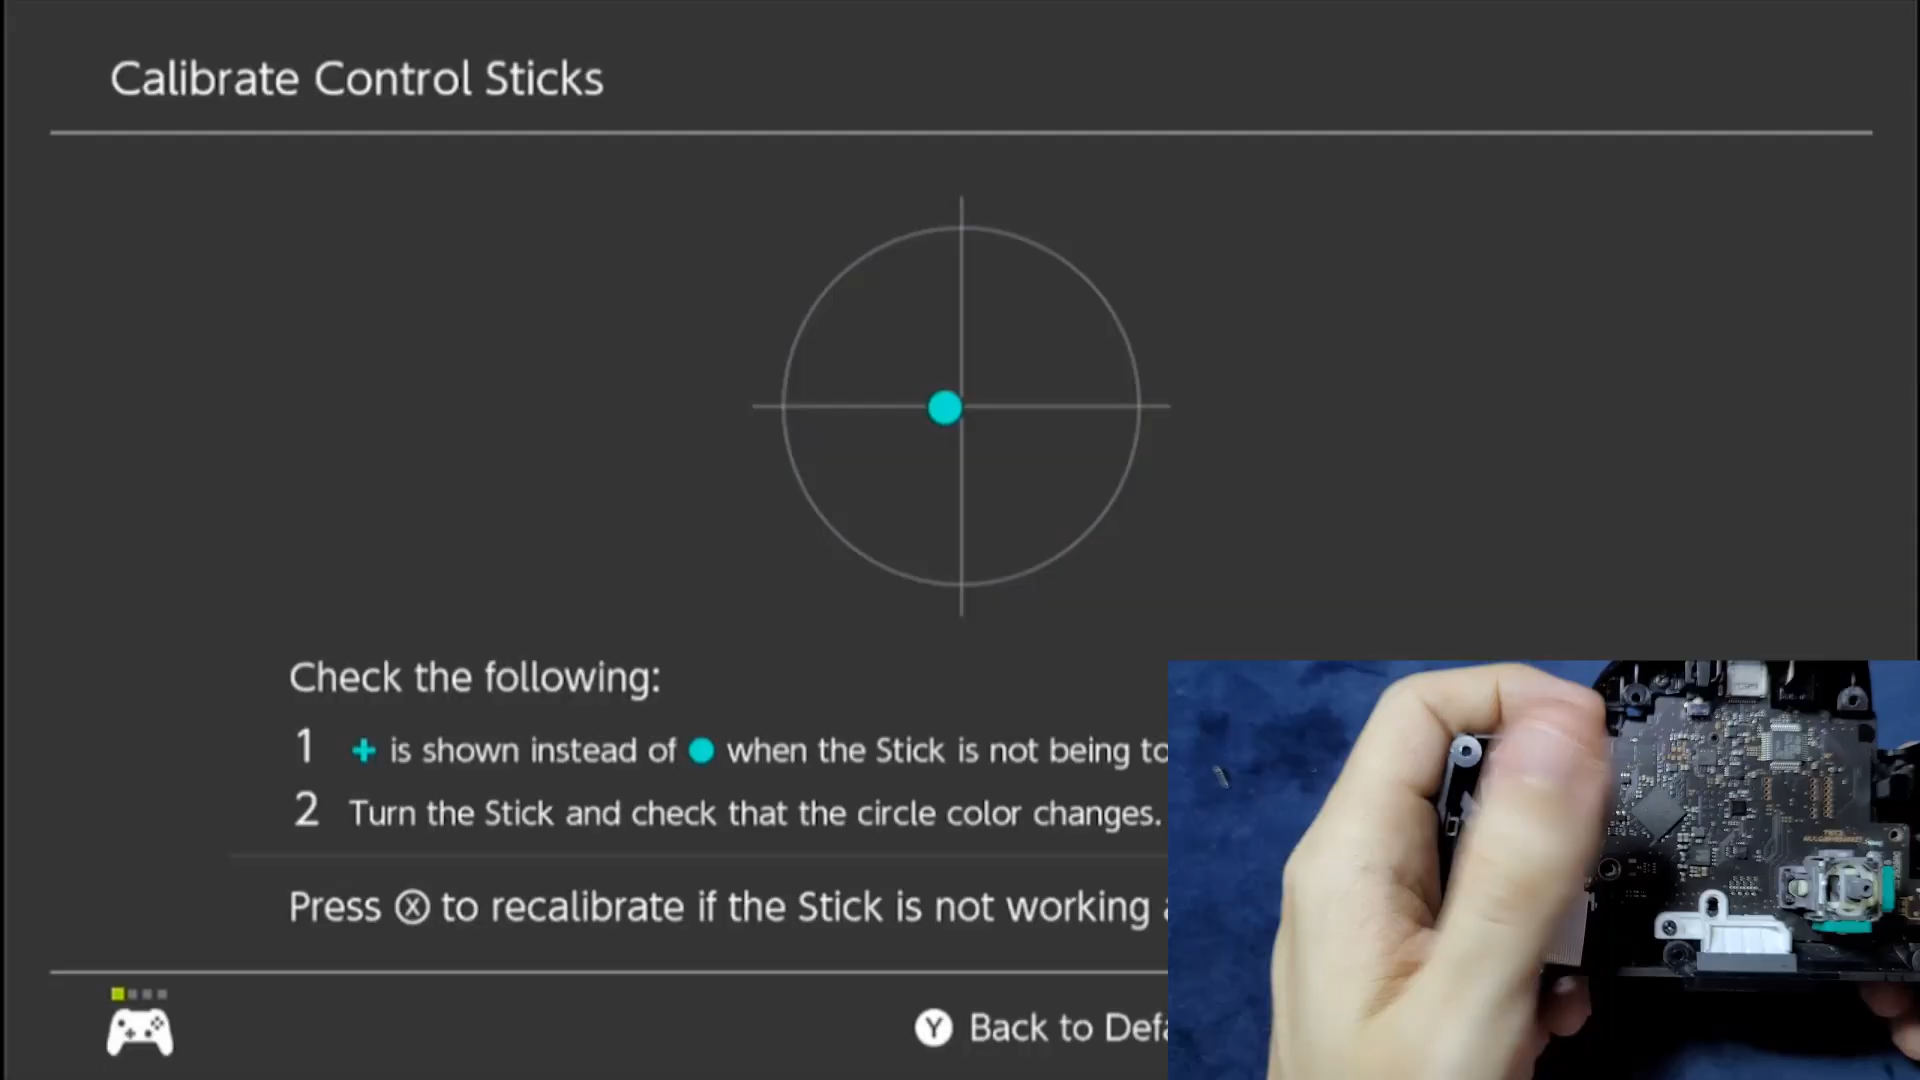 Calibrate Control Sticks
Check the following:
1 + is shown instead of ● when the Stick is not being to
2 Turn the Stick and check that the circle color changes.
Press Ⓧ to recalibrate if the Stick is not working
Ⓨ Back to Defa